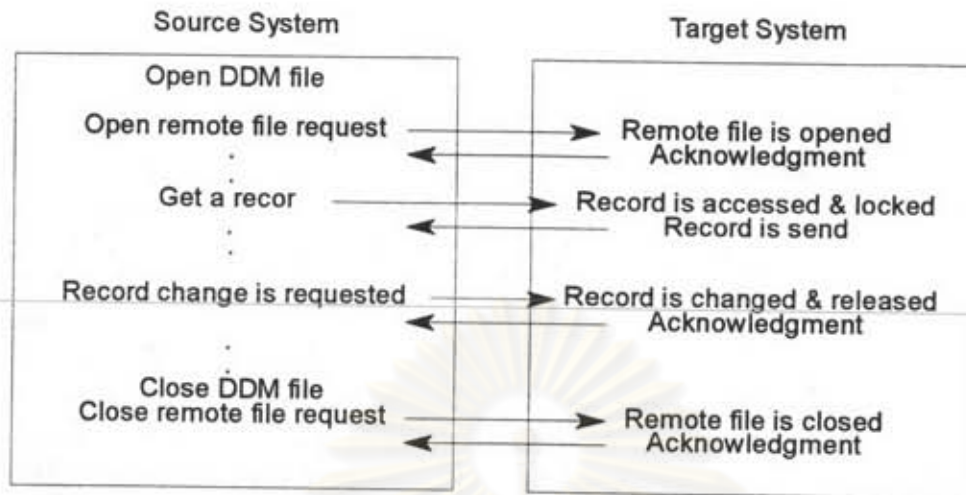 Source System
Target System
Open DDM file
Open remote file request
Remote file is opened
Acknowledgment
Get a recor
Record is accessed & locked
Record is send
Record change is requested
Record is changed & released
Acknowledgment
Close DDM file
Close remote file request
Remote file is closed
Acknowledgment